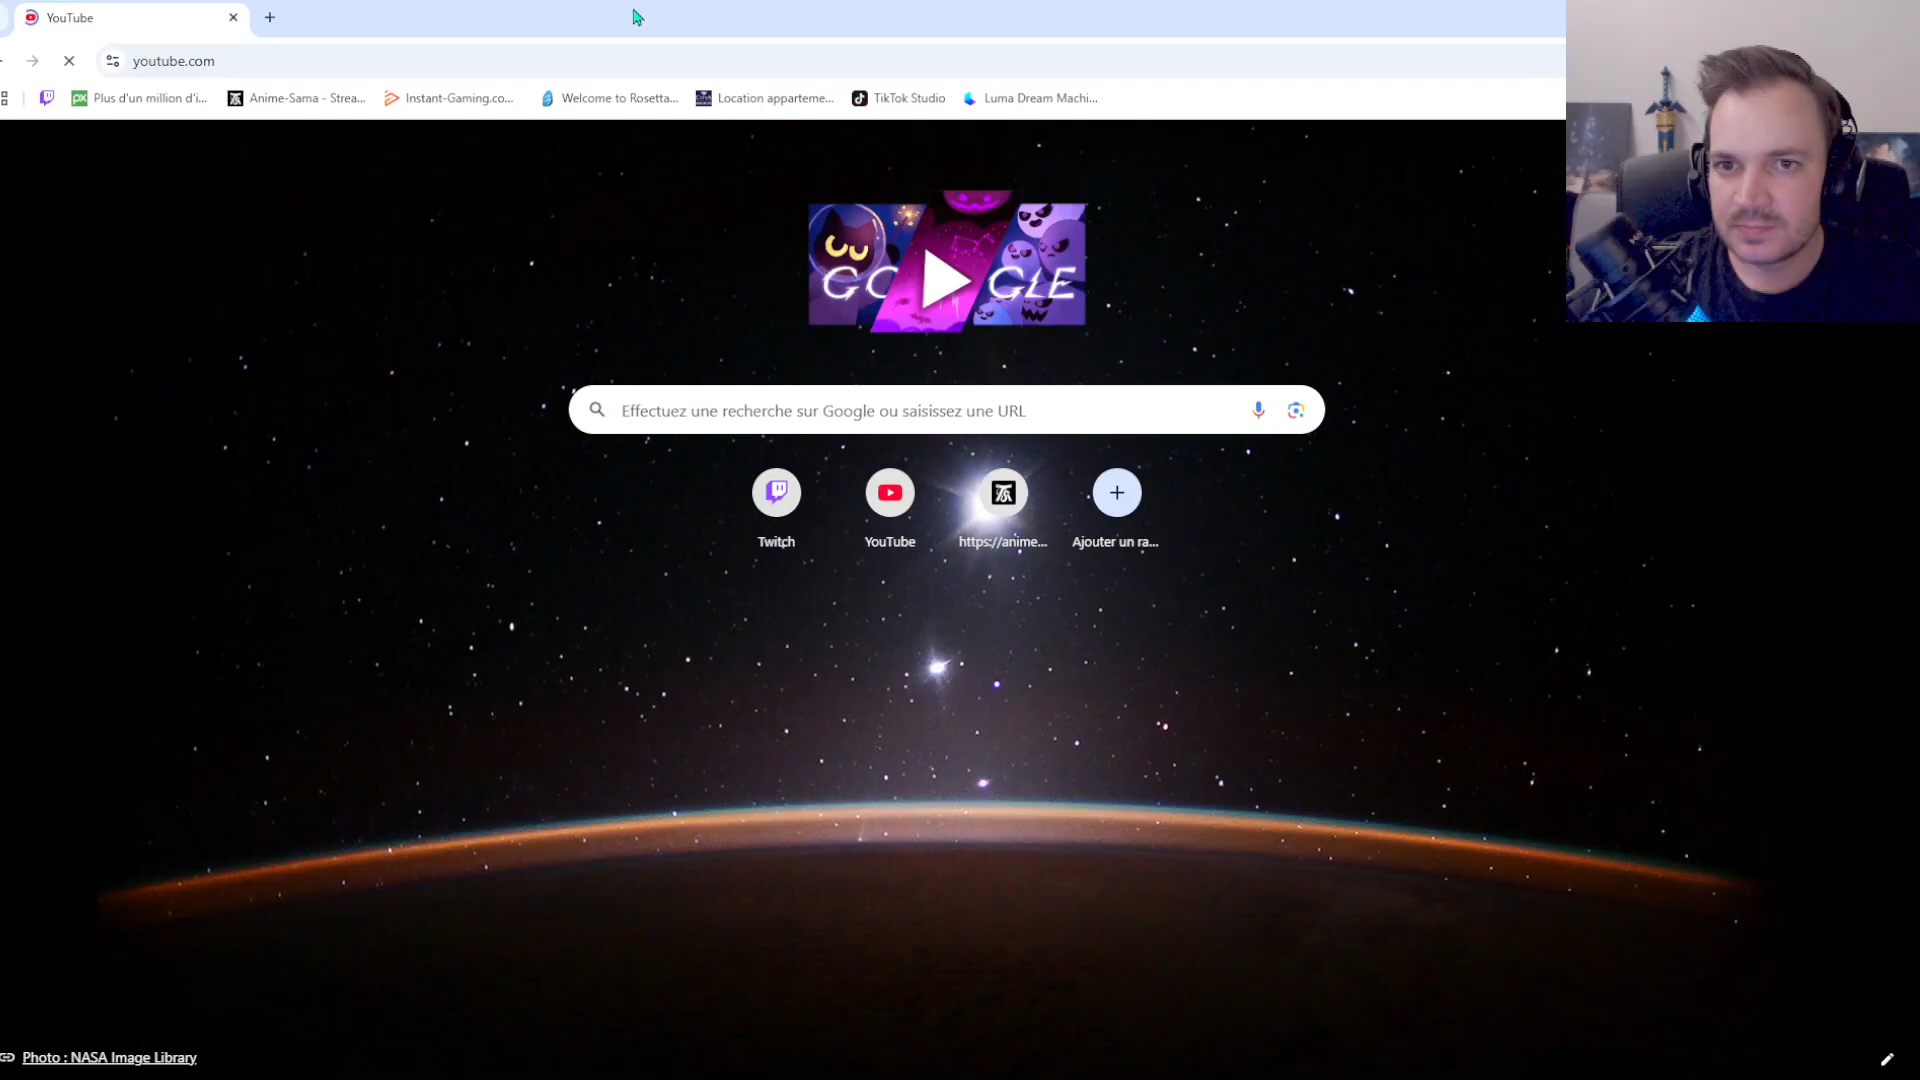 YouTube
youtube.com
Plus d'un million d'i...
Anime-Sama - Strea...
Instant-Gaming.co...
Welcome to Rosetta...
Location apparteme...
TikTok Studio
Luma Dream Machi...
GOOGLE
Effectuez une recherche sur Google ou saisissez une URL
Twitch
YouTube
https://anime...
Ajouter un ra...
Photo : NASA Image Library